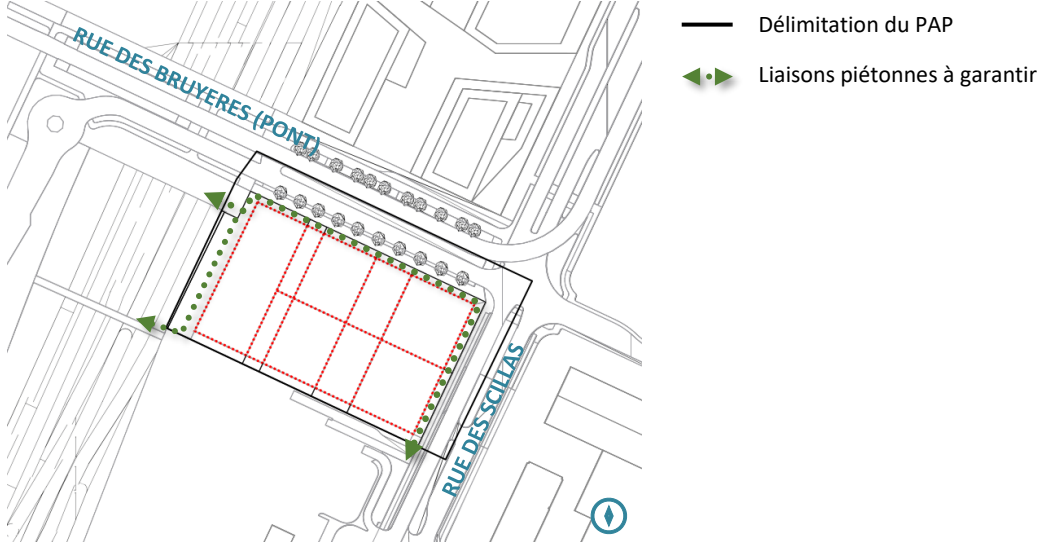 RUE DES BRUYERES (PONT)
RUE DES SCILLAS
Délimitation du PAP
Liaisons piétonnes à garantir